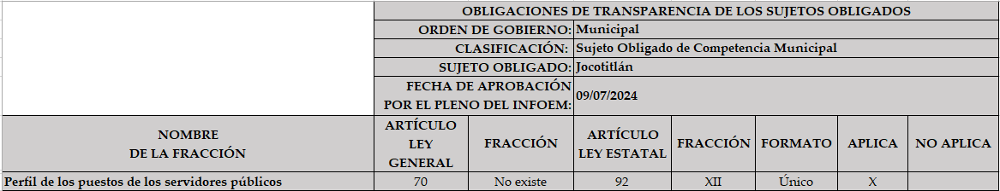 OBLIGACIONES DE TRANSPARENCIA DE LOS SUJETOS OBLIGADOS
ORDEN DE GOBIERNO: Municipal
CLASIFICACIÓN: Sujeto Obligado de Competencia Municipal
SUJETO OBLIGADO: Jocotitlán
FECHA DE APROBACIÓN
POR EL PLENO DEL INFOEM: 09/07/2024
NOMBRE
DE LA FRACCIÓN
ARTÍCULO
LEY
GENERAL
FRACCIÓN
ARTÍCULO
LEY ESTATAL
FRACCIÓN
FORMATO
APLICA
NO APLICA
Perfil de los puestos de los servidores públicos 70 No existe 92 XII Único X